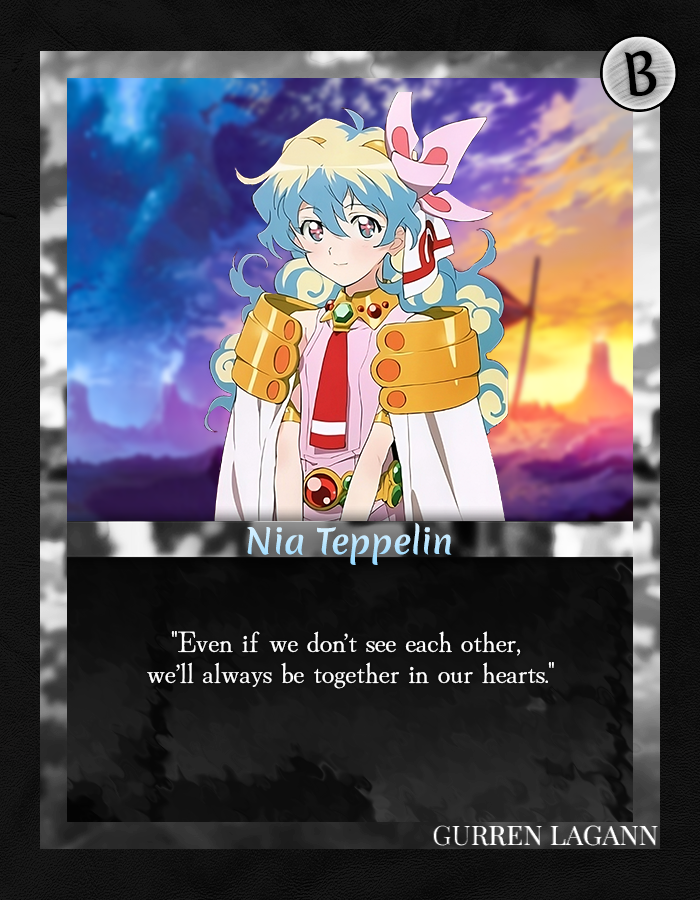 B
Nia Teppelin
"Even if we don't see each other,
we'll always be together in our hearts."
GURREN LAGANN